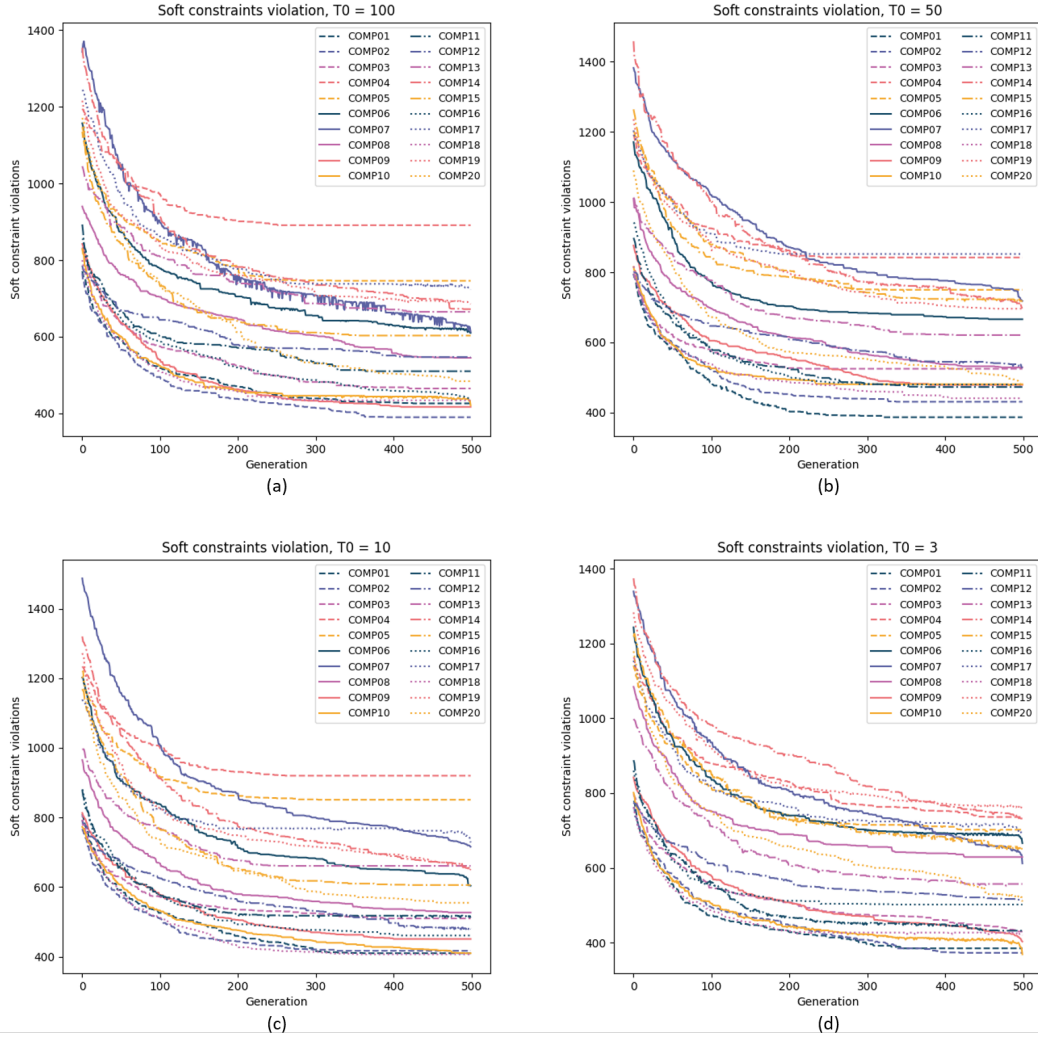 Soft constraints violation, T0 = 100
1400
1200
1000
800
600
400
Soft constraint violations
0 100 200 300 400 500
Generation
COMP01 COMP11
COMP02 COMP12
COMP03 COMP13
COMP04 COMP14
COMP05 COMP15
COMP06 COMP16
COMP07 COMP17
COMP08 COMP18
COMP09 COMP19
COMP10 COMP20
(a)
Soft constraints violation, T0 = 50
1400
1200
1000
800
600
400
Soft constraint violations
0 100 200 300 400 500
Generation
COMP01 COMP11
COMP02 COMP12
COMP03 COMP13
COMP04 COMP14
COMP05 COMP15
COMP06 COMP16
COMP07 COMP17
COMP08 COMP18
COMP09 COMP19
COMP10 COMP20
(b)
Soft constraints violation, T0 = 10
1400
1200
1000
800
600
400
Soft constraint violations
0 100 200 300 400 500
Generation
COMP01 COMP11
COMP02 COMP12
COMP03 COMP13
COMP04 COMP14
COMP05 COMP15
COMP06 COMP16
COMP07 COMP17
COMP08 COMP18
COMP09 COMP19
COMP10 COMP20
(c)
Soft constraints violation, T0 = 3
1400
1200
1000
800
600
400
Soft constraint violations
0 100 200 300 400 500
Generation
COMP01 COMP11
COMP02 COMP12
COMP03 COMP13
COMP04 COMP14
COMP05 COMP15
COMP06 COMP16
COMP07 COMP17
COMP08 COMP18
COMP09 COMP19
COMP10 COMP20
(d)